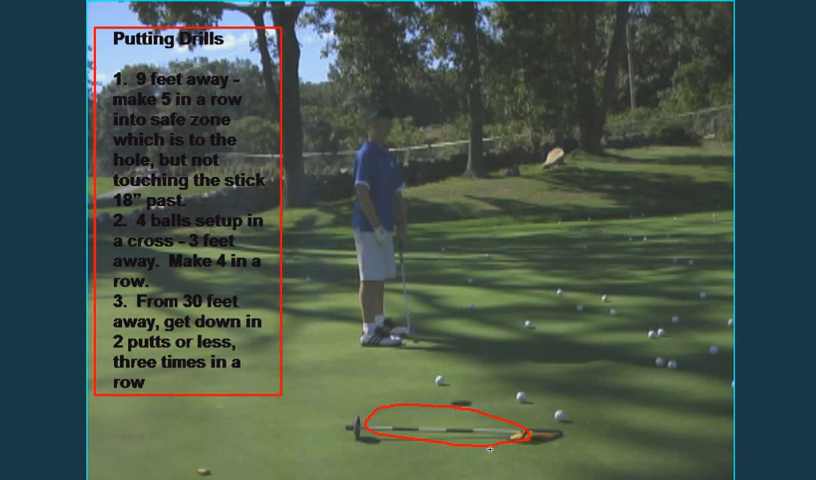 Putting Drills
1. 9 feet away -
make 5 in a row
into safe zone
which is to the
hole, but not
touching the stick
18” past.
2. 4 balls setup in
a cross - 3 feet
away. Make 4 in a
row.
3. From 30 feet
away, get down in
2 putts or less,
three times in a
row